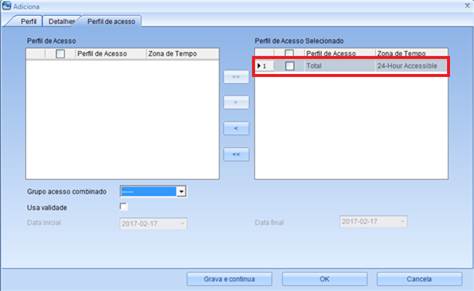 Adiciona
Perfil Detalhes Perfil de acesso
Perfil de Acesso
Perfil de Acesso Zona de Tempo
Perfil de Acesso Selecionado
Perfil de Acesso Zona de Tempo
1 Total 24-Hour Accessible
>>
>
<
<<
Grupo acesso combinado -----
Usa validade
Data Inicial 2017-02-17
Data final 2017-02-17
Grava e continua OK Cancela